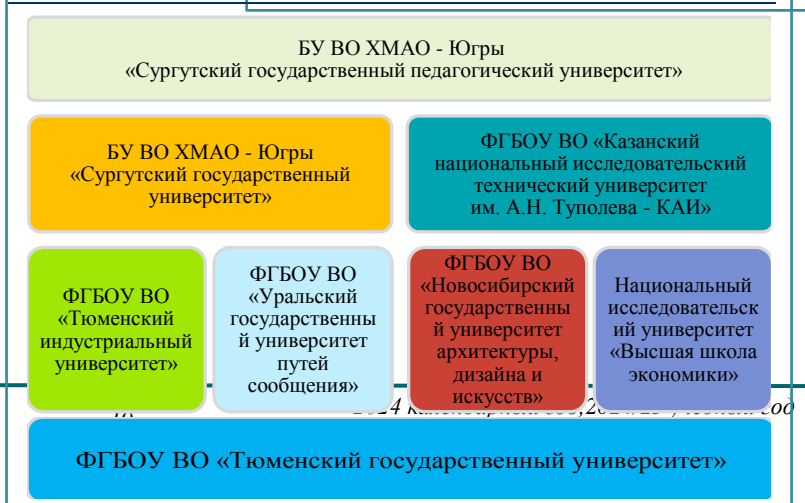 БУ ВО ХМАО - Югры
«Сургутский государственный педагогический университет»
БУ ВО ХМАО - Югры
«Сургутский государственный
университет»
ФГБОУ ВО «Казанский
национальный исследовательский
технический университет
им. А.Н. Туполева - КАИ»
ФГБОУ ВО
«Тюменский
индустриальный
университет»
ФГБОУ ВО
«Уральский
государственны
й университет
путей
сообщения»
ФГБОУ ВО
«Новосибирский
государственны
й университет
архитектуры,
дизайна и
искусств»
Национальный
исследовательск
ий университет
«Высшая школа
экономики»
год
ФГБОУ ВО «Тюменский государственный университет»